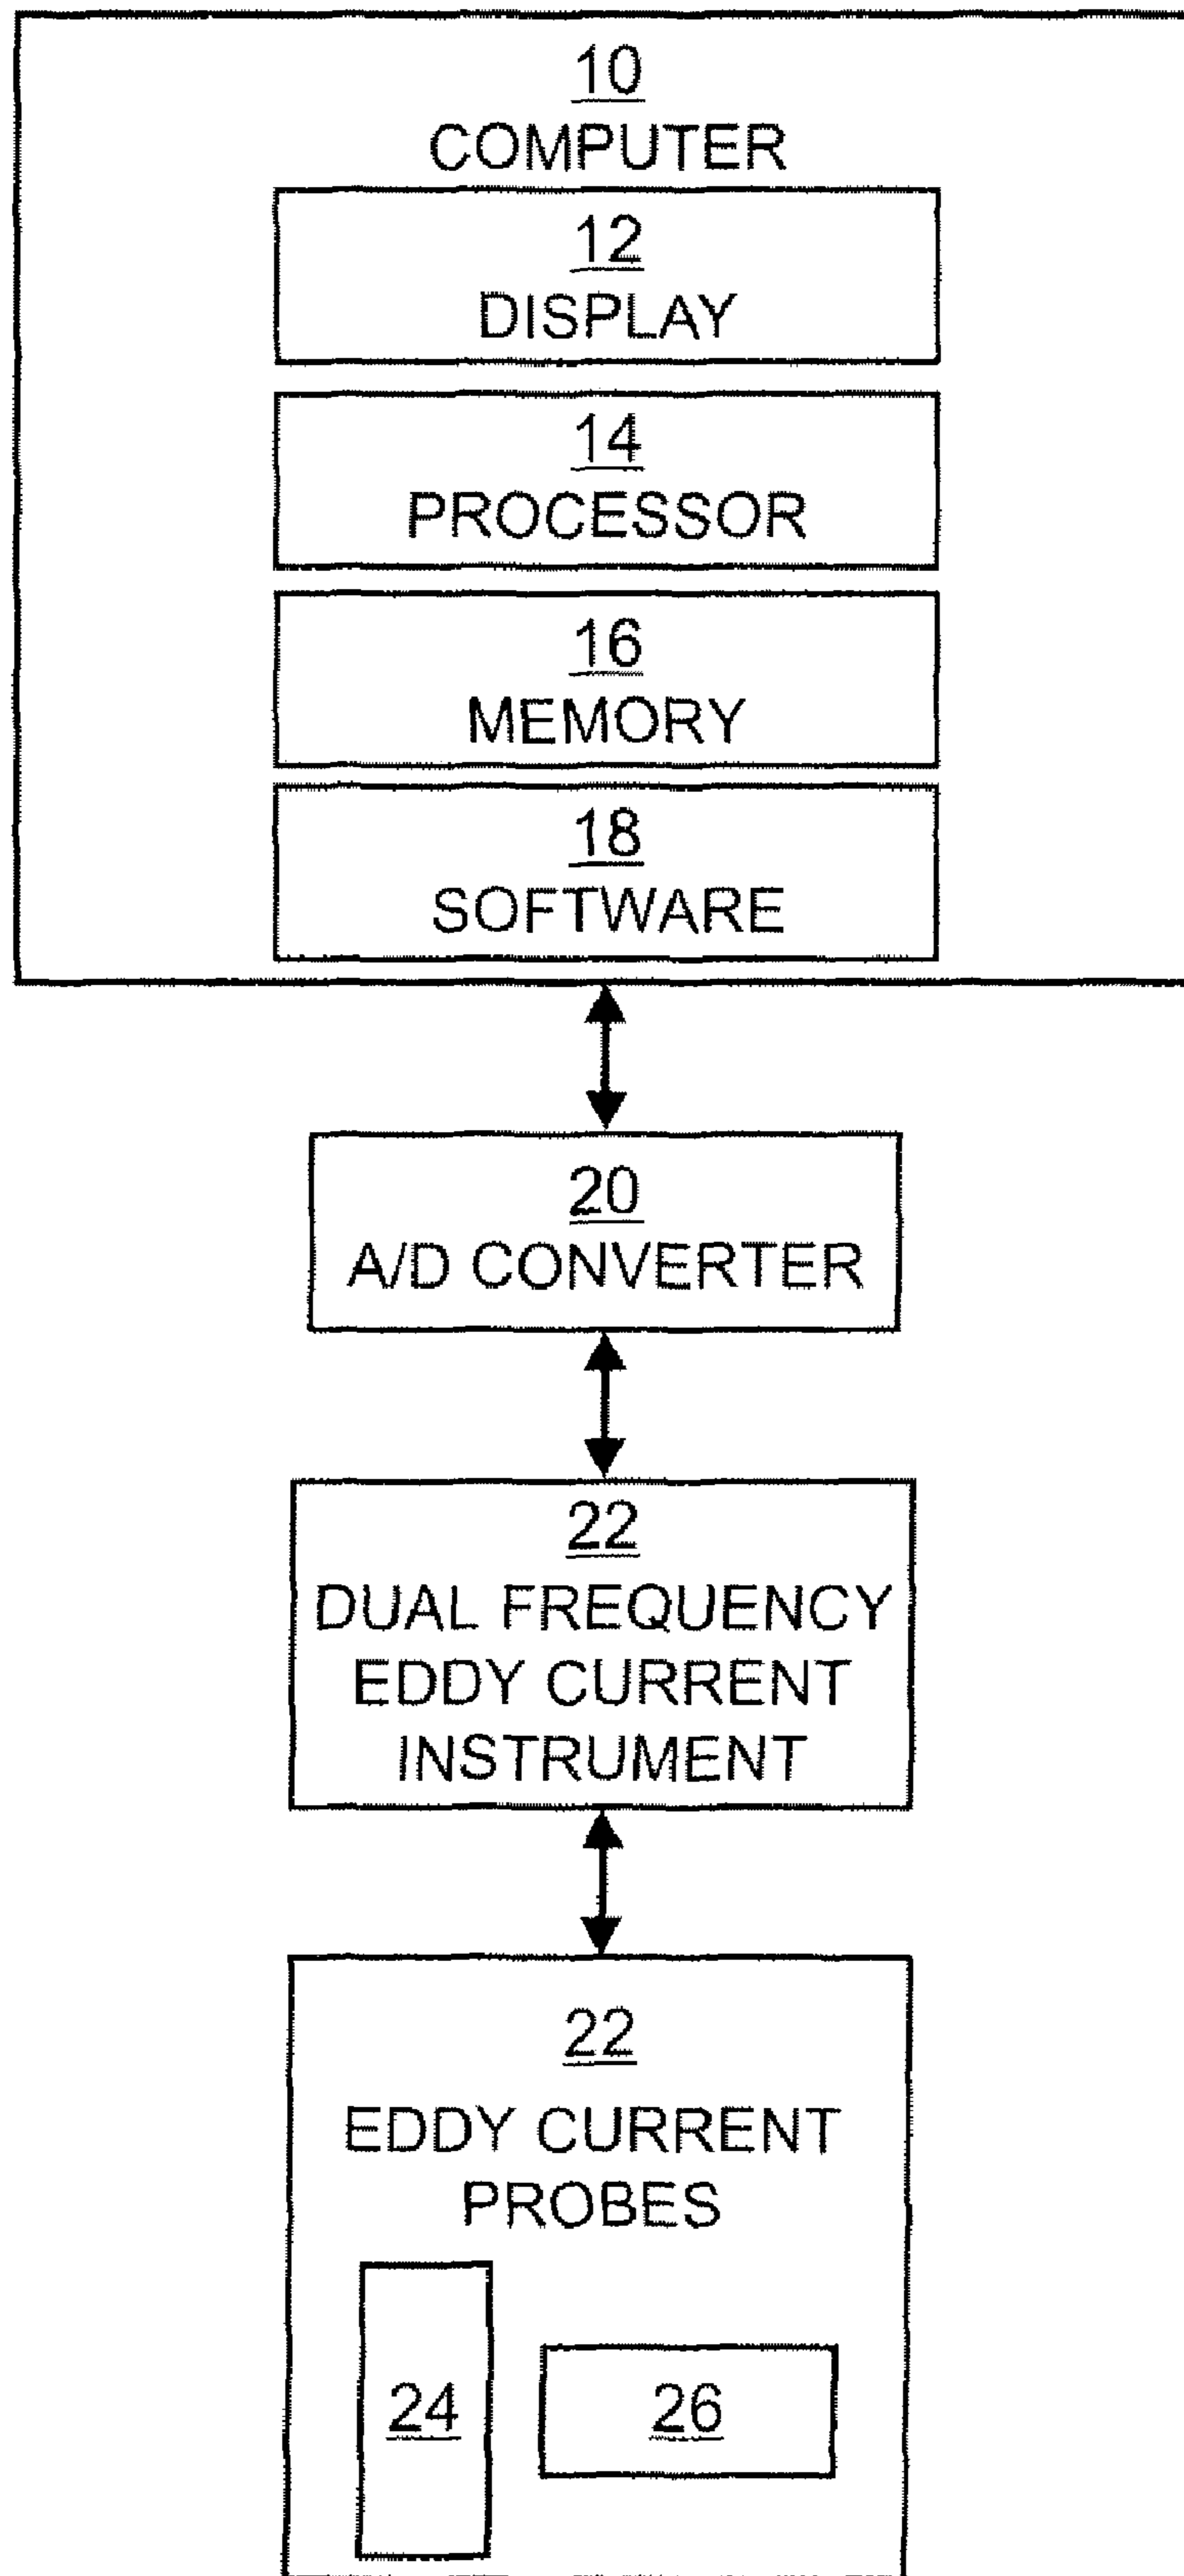 10
COMPUTER
12
DISPLAY
14
PROCESSOR
16
MEMORY
18
SOFTWARE
20
A/D CONVERTER
22
DUAL FREQUENCY
EDDY CURRENT
INSTRUMENT
22
EDDY CURRENT
PROBES
24
26